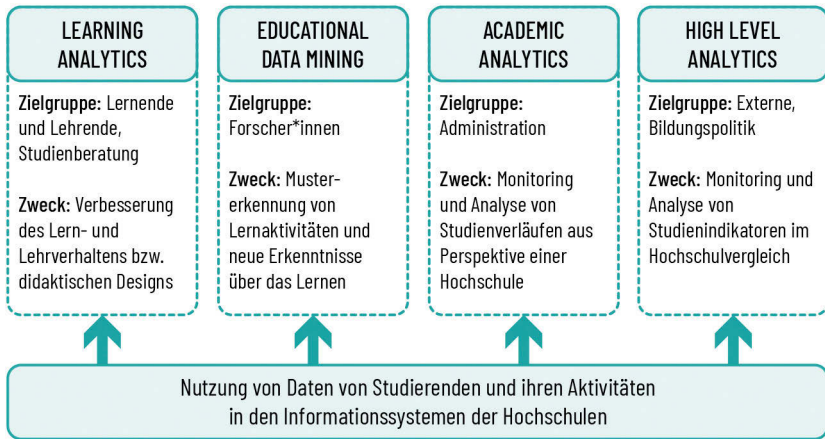 LEARNING
ANALYTICS
Zielgruppe: Lernende
und Lehrende,
Studienberatung
Zweck: Verbesserung
des Lern- und
Lehrverhaltens bzw.
didaktischen Designs
EDUCATIONAL
DATA MINING
Zielgruppe:
Forscher*innen
Zweck: Muster-
erkennung von
Lernaktivitäten und
neue Erkenntnisse
über das Lernen
ACADEMIC
ANALYTICS
Zielgruppe:
Administration
Zweck: Monitoring
und Analyse von
Studienverläufen aus
Perspektive einer
Hochschule
HIGH LEVEL
ANALYTICS
Zielgruppe: Externe,
Bildungspolitik
Zweck: Monitoring und
Analyse von
Studienindikatoren im
Hochschulvergleich
Nutzung von Daten von Studierenden und ihren Aktivitäten
in den Informationssystemen der Hochschulen